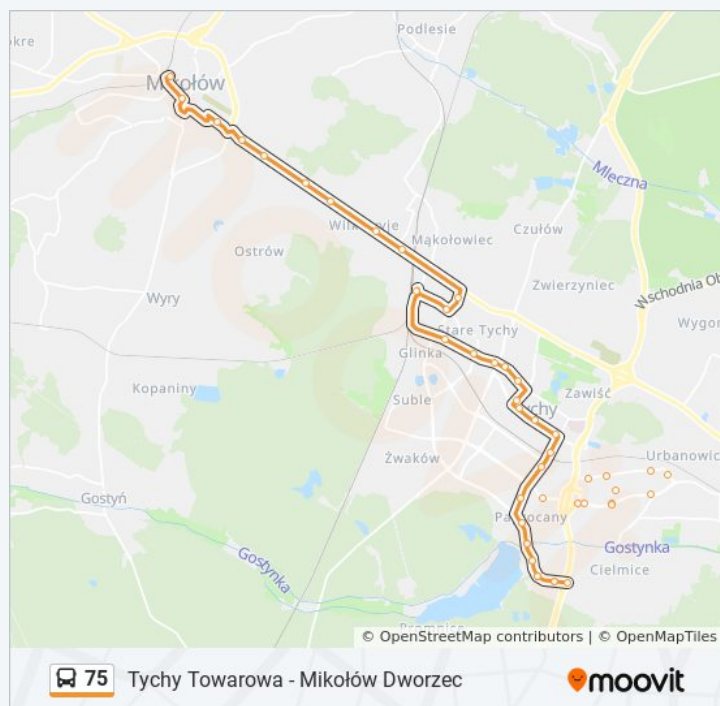 okre
Podlesie
Mikołów
Mleczna
Wilkowyje
Mąkołowiec
Czułów
Ostrów
Wyry
Zwierzyniec
Wschodnia Ob
Wygor
Stare Tychy
Glinka
Kopaniny
Suble
Tychy
Zawiść
Żwaków
Urbanowic
Gostyń
Paprocany
Gostynka
Gostynka
Cielmice
© OpenStreetMap contributors | © OpenMapTiles
75 Tychy Towarowa - Mikołów Dworzec
moovit